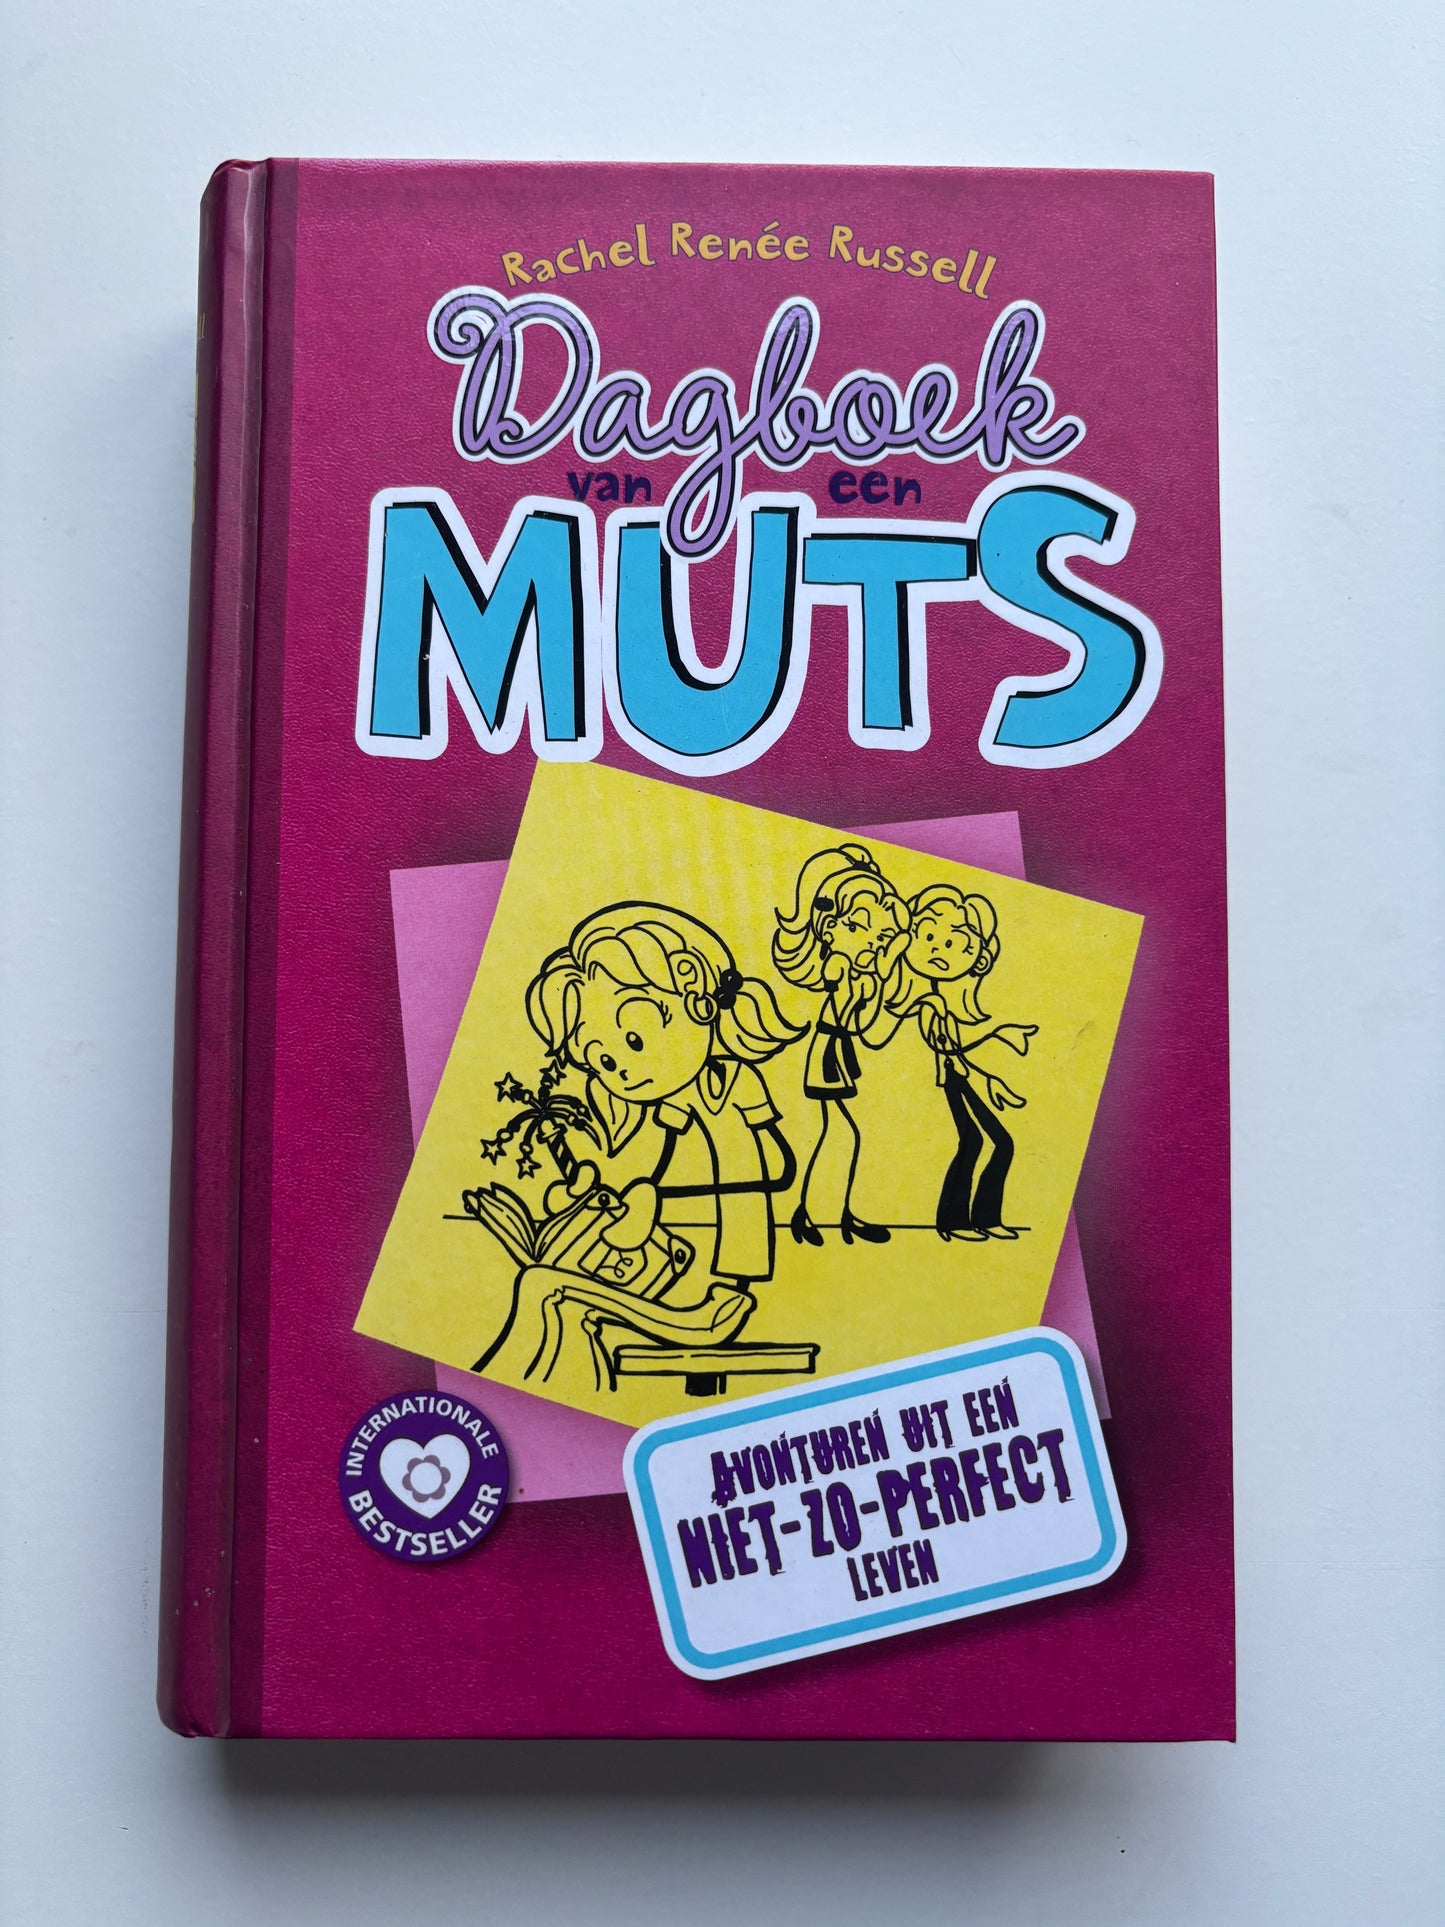 Rachel Renée Russell
Dagboek
van een
MUTS
INTERNATIONALE
BESTSELLER
AVONTUREN UIT EEN
NIET-ZO-PERFECT
LEVEN